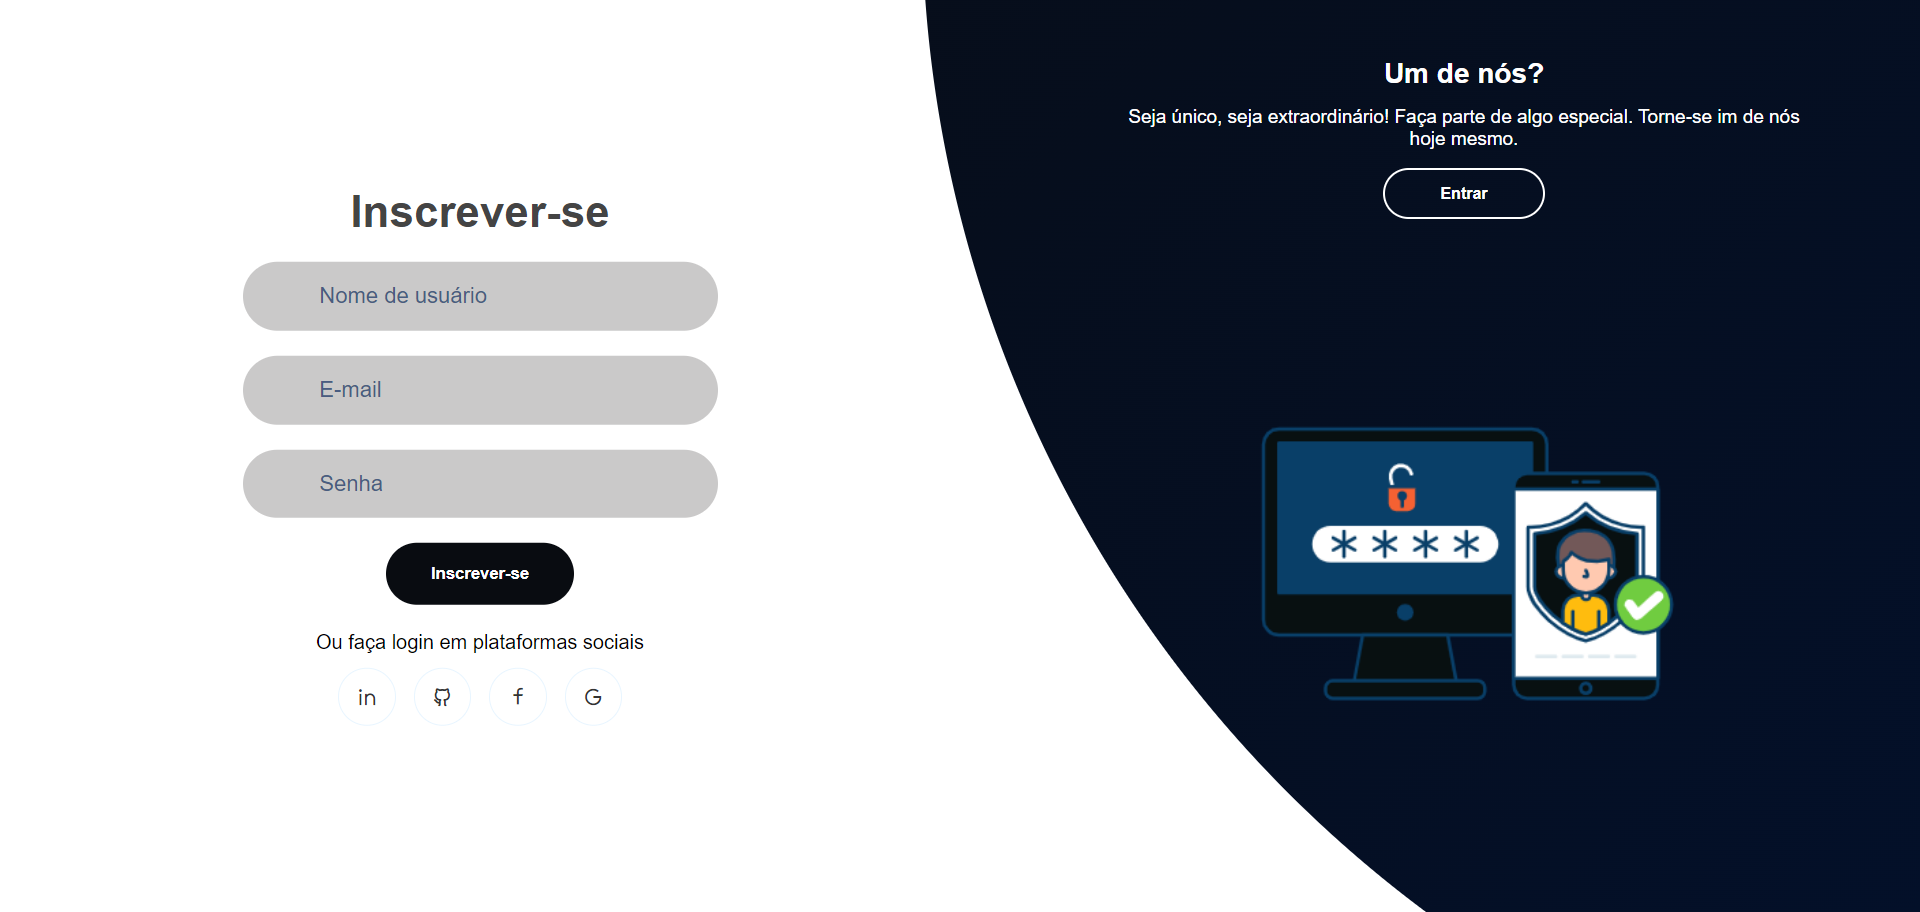 Inscrever-se
Nome de usuário
E-mail
Senha
Inscrever-se
Ou faça login em plataformas sociais
in
f
G
Um de nós?
Seja único, seja extraordinário! Faça parte de algo especial. Torne-se im de nós
hoje mesmo.
Entrar
****